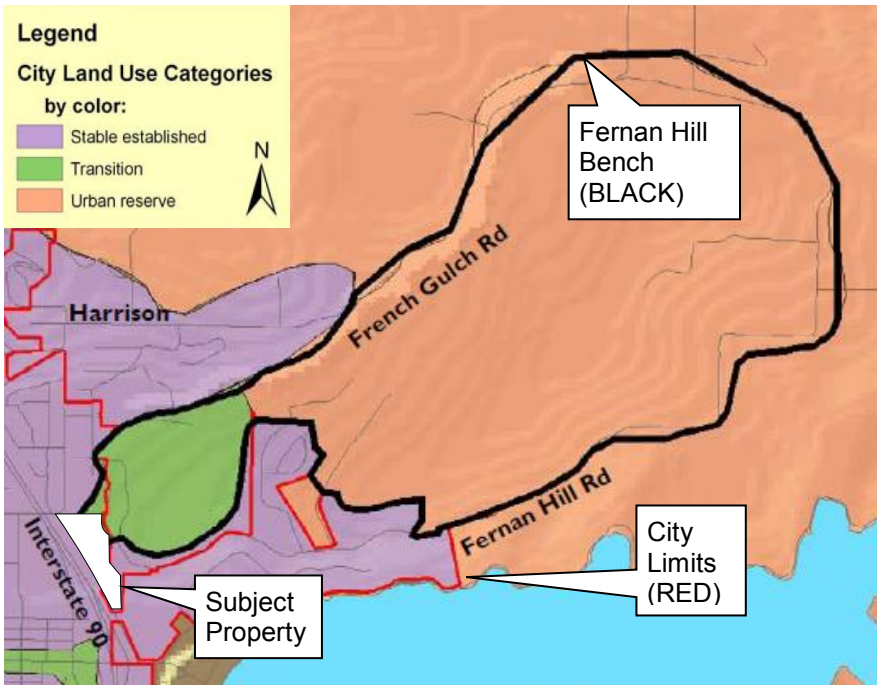 Legend
City Land Use Categories
by color:
Stable established
Transition
Urban reserve
N
Fernan Hill
Bench
(BLACK)
French Gulch Rd
Harrison
Fernan Hill Rd
Interstate 90
City
Limits
(RED)
Subject
Property